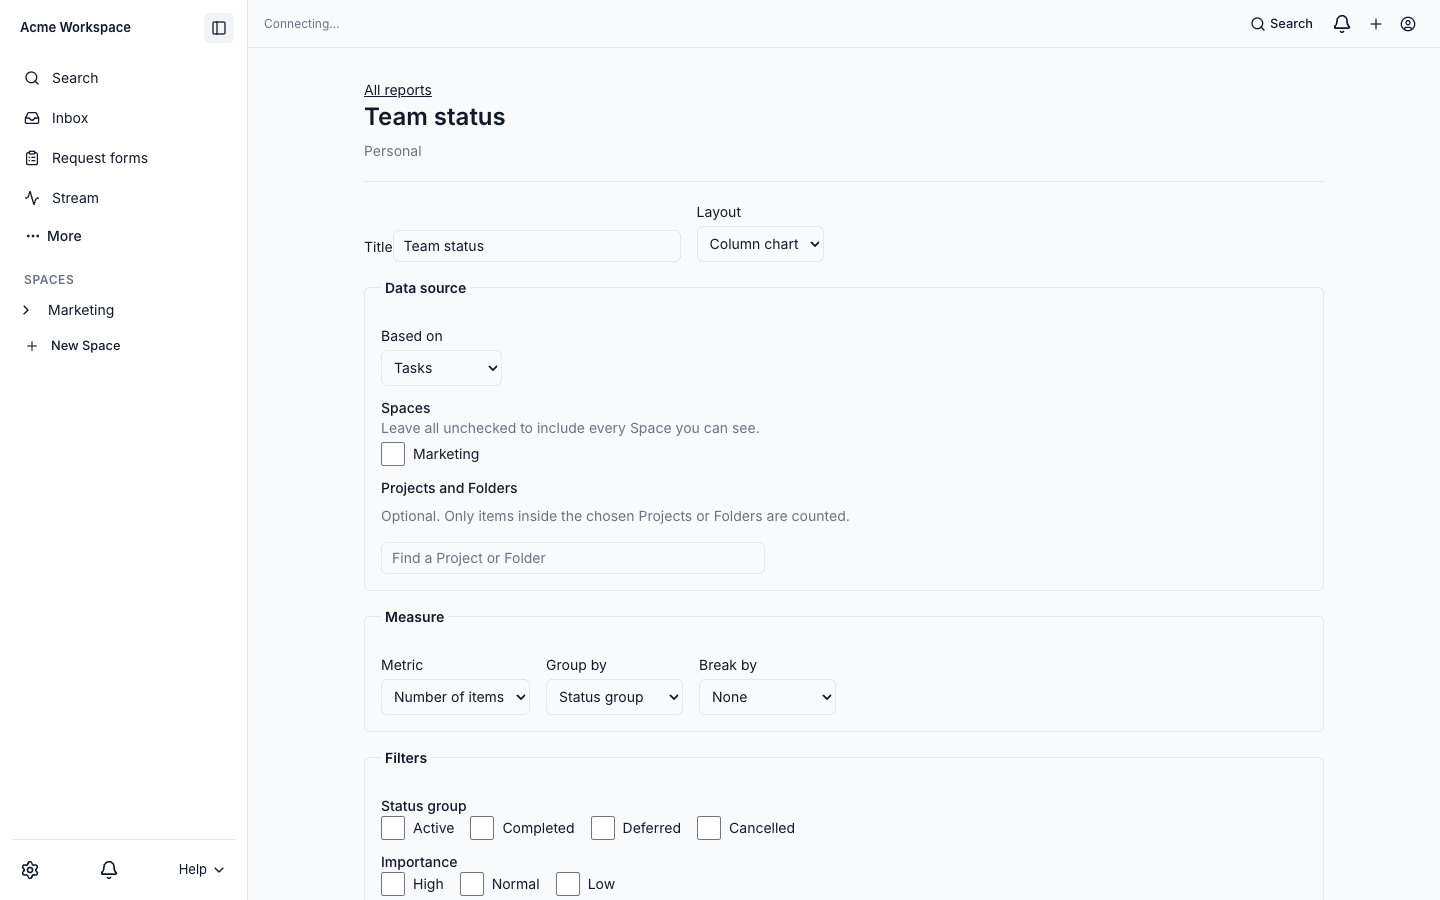 Acme Workspace
Connecting...
Search
Search
Inbox
Request forms
Stream
More
SPACES
Marketing
New Space
Help
All reports
Team status
Personal
Title
Team status
Layout
Column chart
Data source
Based on
Tasks
Spaces
Leave all unchecked to include every Space you can see.
Marketing
Projects and Folders
Optional. Only items inside the chosen Projects or Folders are counted.
Find a Project or Folder
Measure
Metric Group by Break by
Number of items Status group None
Filters
Status group
Active Completed Deferred Cancelled
Importance
High Normal Low